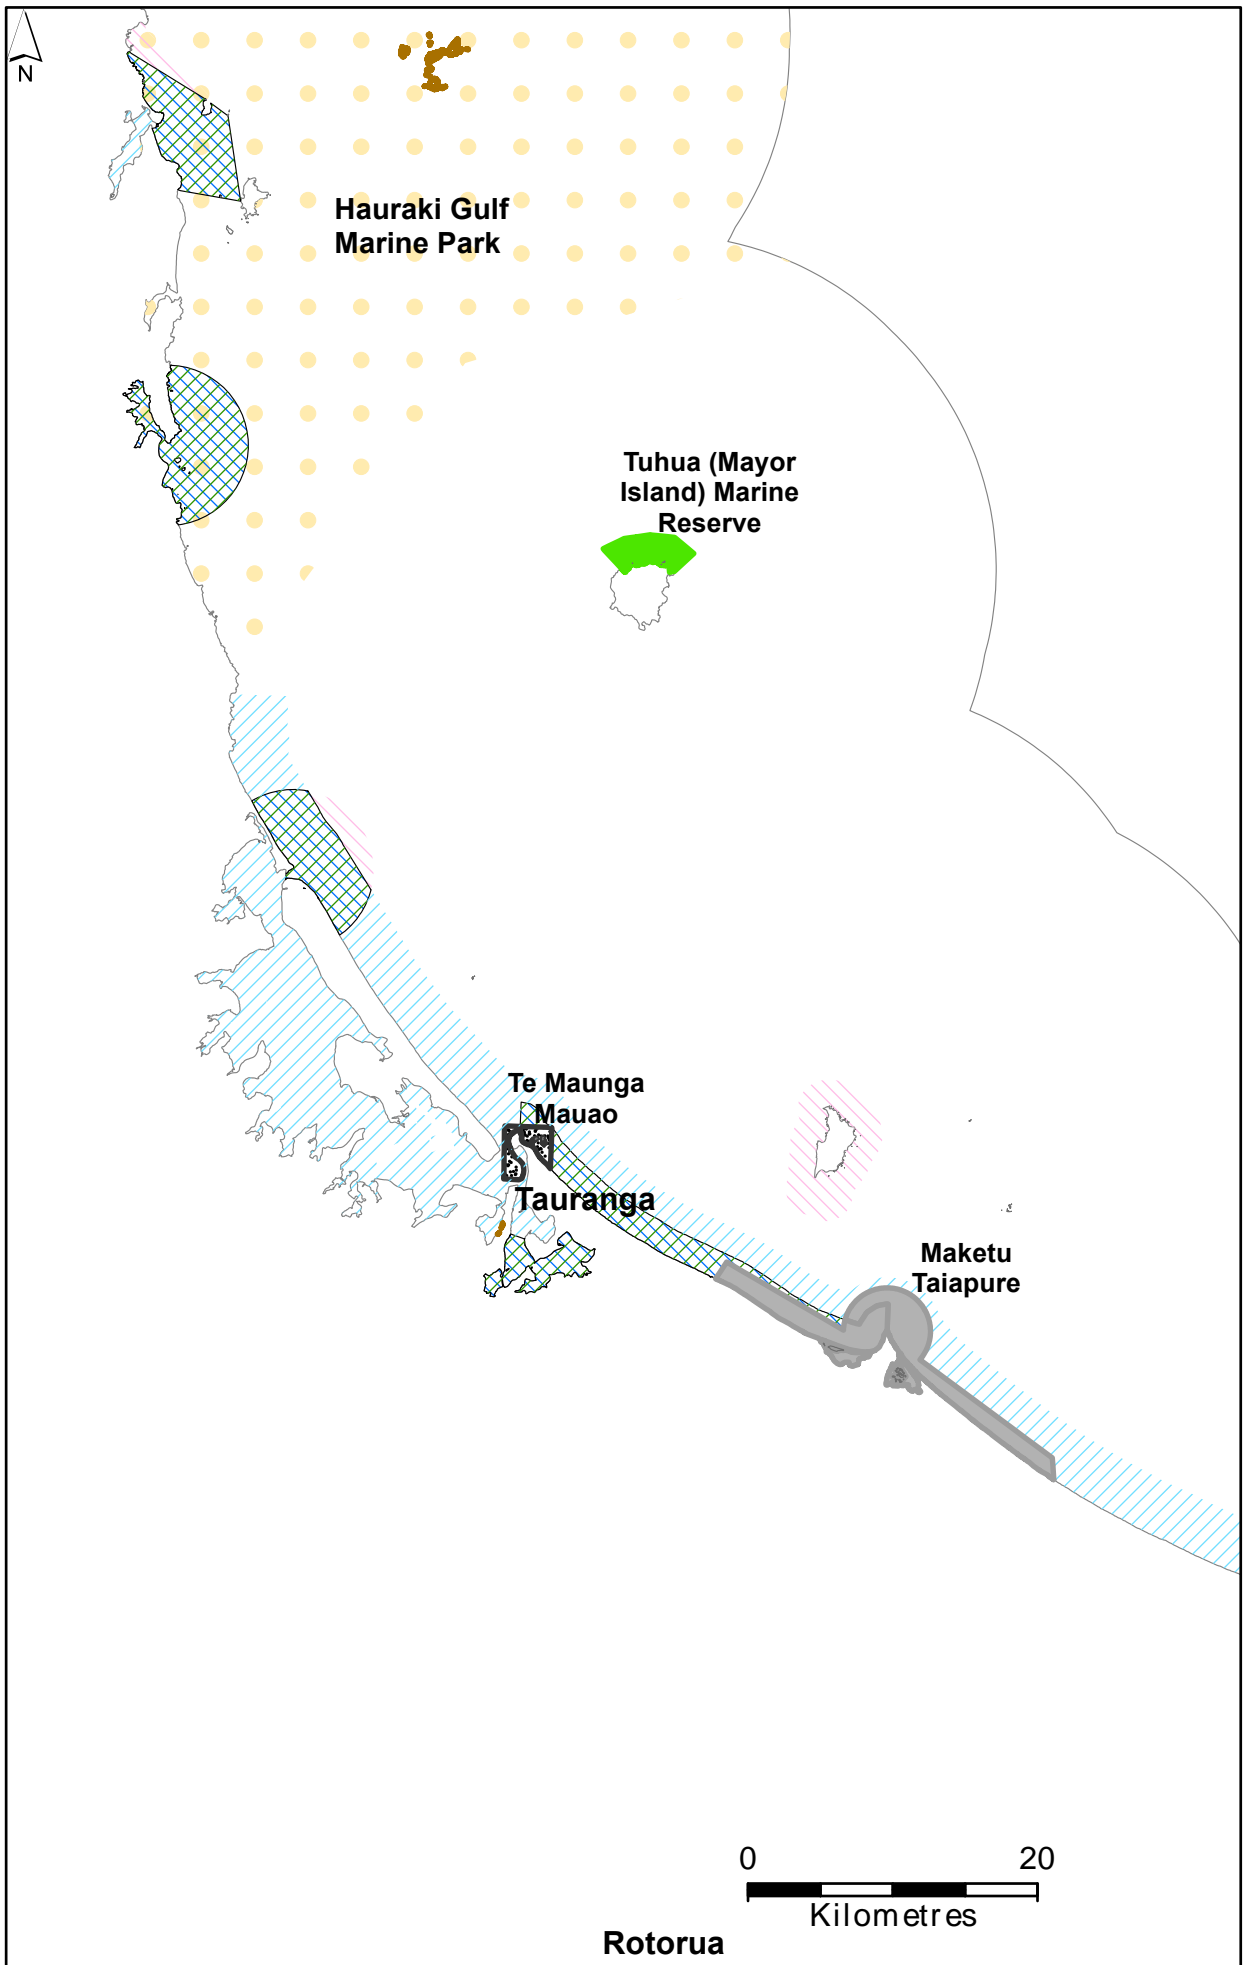 N
Hauraki Gulf
Marine Park
Tuhua (Mayor
Island) Marine
Reserve
Te Maunga
Mauao
Tauranga
Maketu
Taiapure
0 20
Kilometres
Rotorua